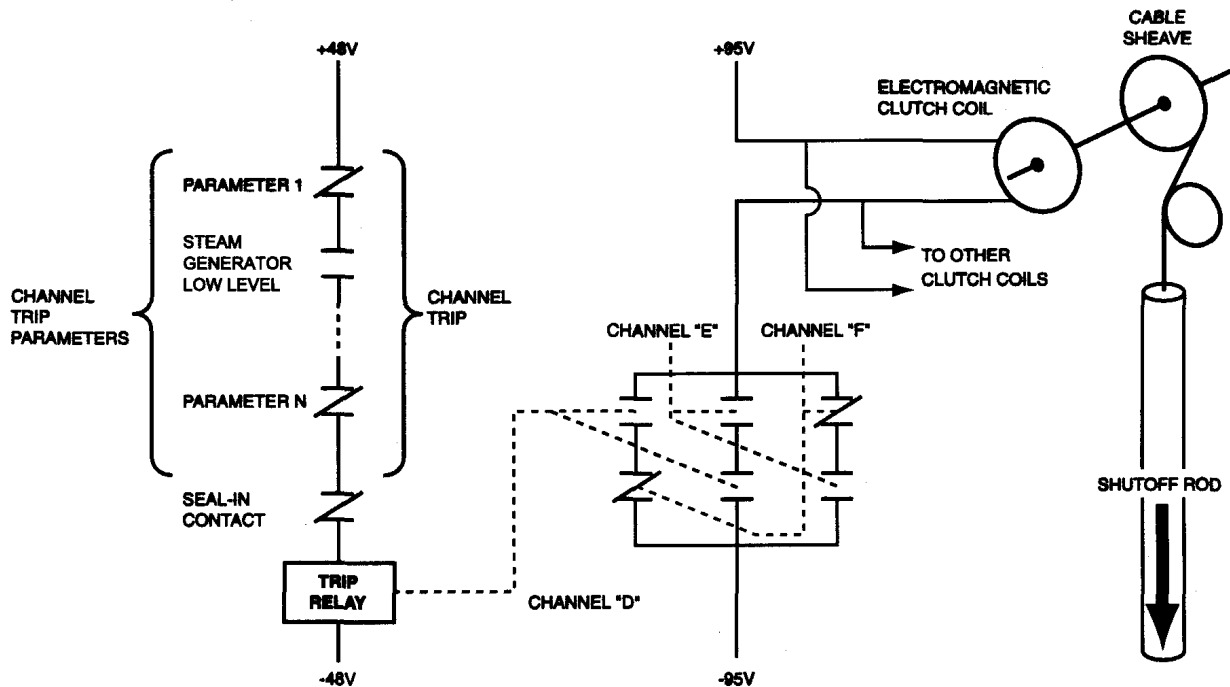 +48V
+95V
CABLE
SHEAVE
ELECTROMAGNETIC
CLUTCH COIL
PARAMETER 1
STEAM
GENERATOR
LOW LEVEL
CHANNEL
TRIP
PARAMETERS
CHANNEL
TRIP
TO OTHER
CLUTCH COILS
CHANNEL "E"
CHANNEL "F"
PARAMETER N
SEAL-IN
CONTACT
SHUTOFF ROD
TRIP
RELAY
CHANNEL "D"
-48V
-95V